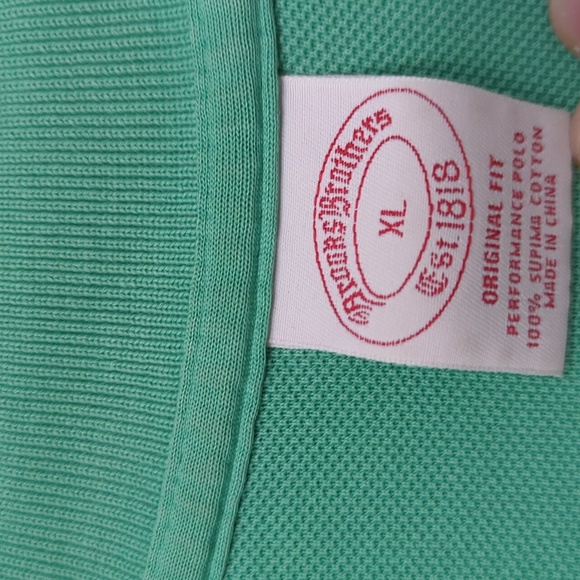 Brooks Brothers
XL
Est. 1818
ORIGINAL FIT
PERFORMANCE POLO
100% SUPIMA COTTON
MADE IN CHINA